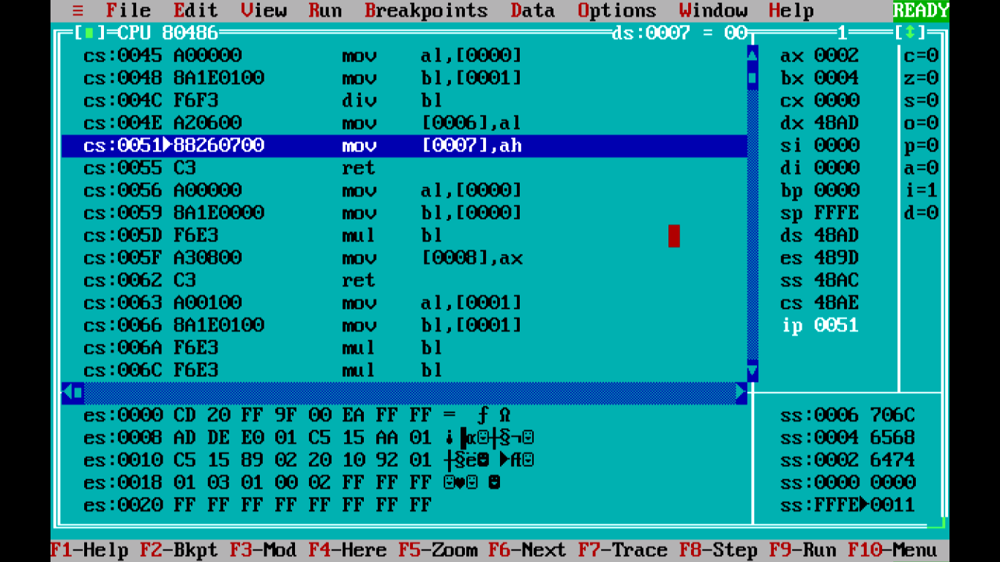 ≡ File Edit View Run Breakpoints Data Options Window Help READY
[■]=CPU 80486 ds:0007 = 00 1 [↕]
cs:0045 A00000 mov al,[0000] ax 0002 c=0
cs:0048 8A1E0100 mov bl,[0001] bx 0004 z=0
cs:004C F6F3 div bl cx 0000 s=0
cs:004E A20600 mov [0006],al dx 48AD o=0
cs:0051►88260700 mov [0007],ah si 0000 p=0
cs:0055 C3 ret di 0000 a=0
cs:0056 A00000 mov al,[0000] bp 0000 i=1
cs:0059 8A1E0000 mov bl,[0000] sp FFFE d=0
cs:005D F6E3 mul bl ds 48AD
cs:005F A30800 mov [0008],ax es 489D
cs:0062 C3 ret ss 48AC
cs:0063 A00100 mov al,[0001] cs 48AE
cs:0066 8A1E0100 mov bl,[0001] ip 0051
cs:006A F6E3 mul bl
cs:006C F6E3 mul bl
es:0000 CD 20 FF 9F 00 EA FF FF = ƒ Ω ss:0006 706C
es:0008 AD DE E0 01 C5 15 AA 01 ¡▐α☺┼§¬☺ ss:0004 6568
es:0010 C5 15 89 02 20 10 92 01 ┼§ë☻ ►Æ☺ ss:0002 6474
es:0018 01 03 01 00 02 FF FF FF ☺♥☺ ☻ ss:0000 0000
es:0020 FF FF FF FF FF FF FF FF ss:FFFE►0011
F1-Help F2-Bkpt F3-Mod F4-Here F5-Zoom F6-Next F7-Trace F8-Step F9-Run F10-Menu